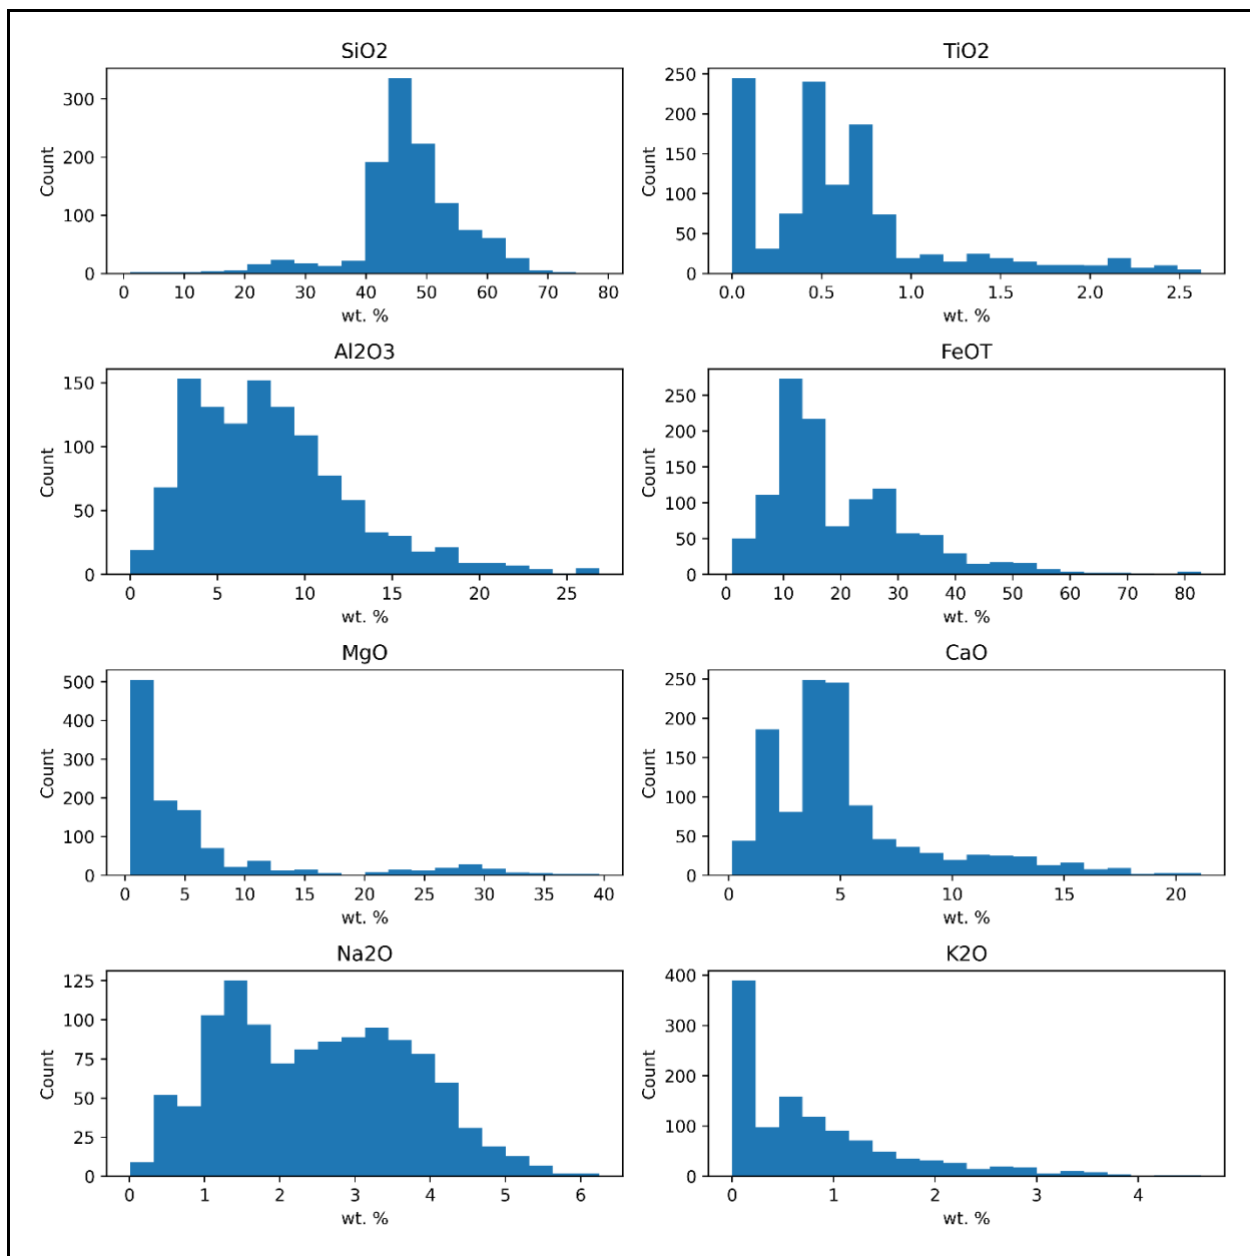 SiO2
300
200
100
0
Count
0 10 20 30 40 50 60 70 80
wt. %
TiO2
250
200
150
100
50
0
Count
0.0 0.5 1.0 1.5 2.0 2.5
wt. %
Al2O3
150
100
50
0
Count
0 5 10 15 20 25
wt. %
FeOT
250
200
150
100
50
0
Count
0 10 20 30 40 50 60 70 80
wt. %
MgO
500
400
300
200
100
0
Count
0 5 10 15 20 25 30 35 40
wt. %
CaO
250
200
150
100
50
0
Count
0 5 10 15 20
wt. %
Na2O
125
100
75
50
25
0
Count
0 1 2 3 4 5 6
wt. %
K2O
400
300
200
100
0
Count
0 1 2 3 4
wt. %